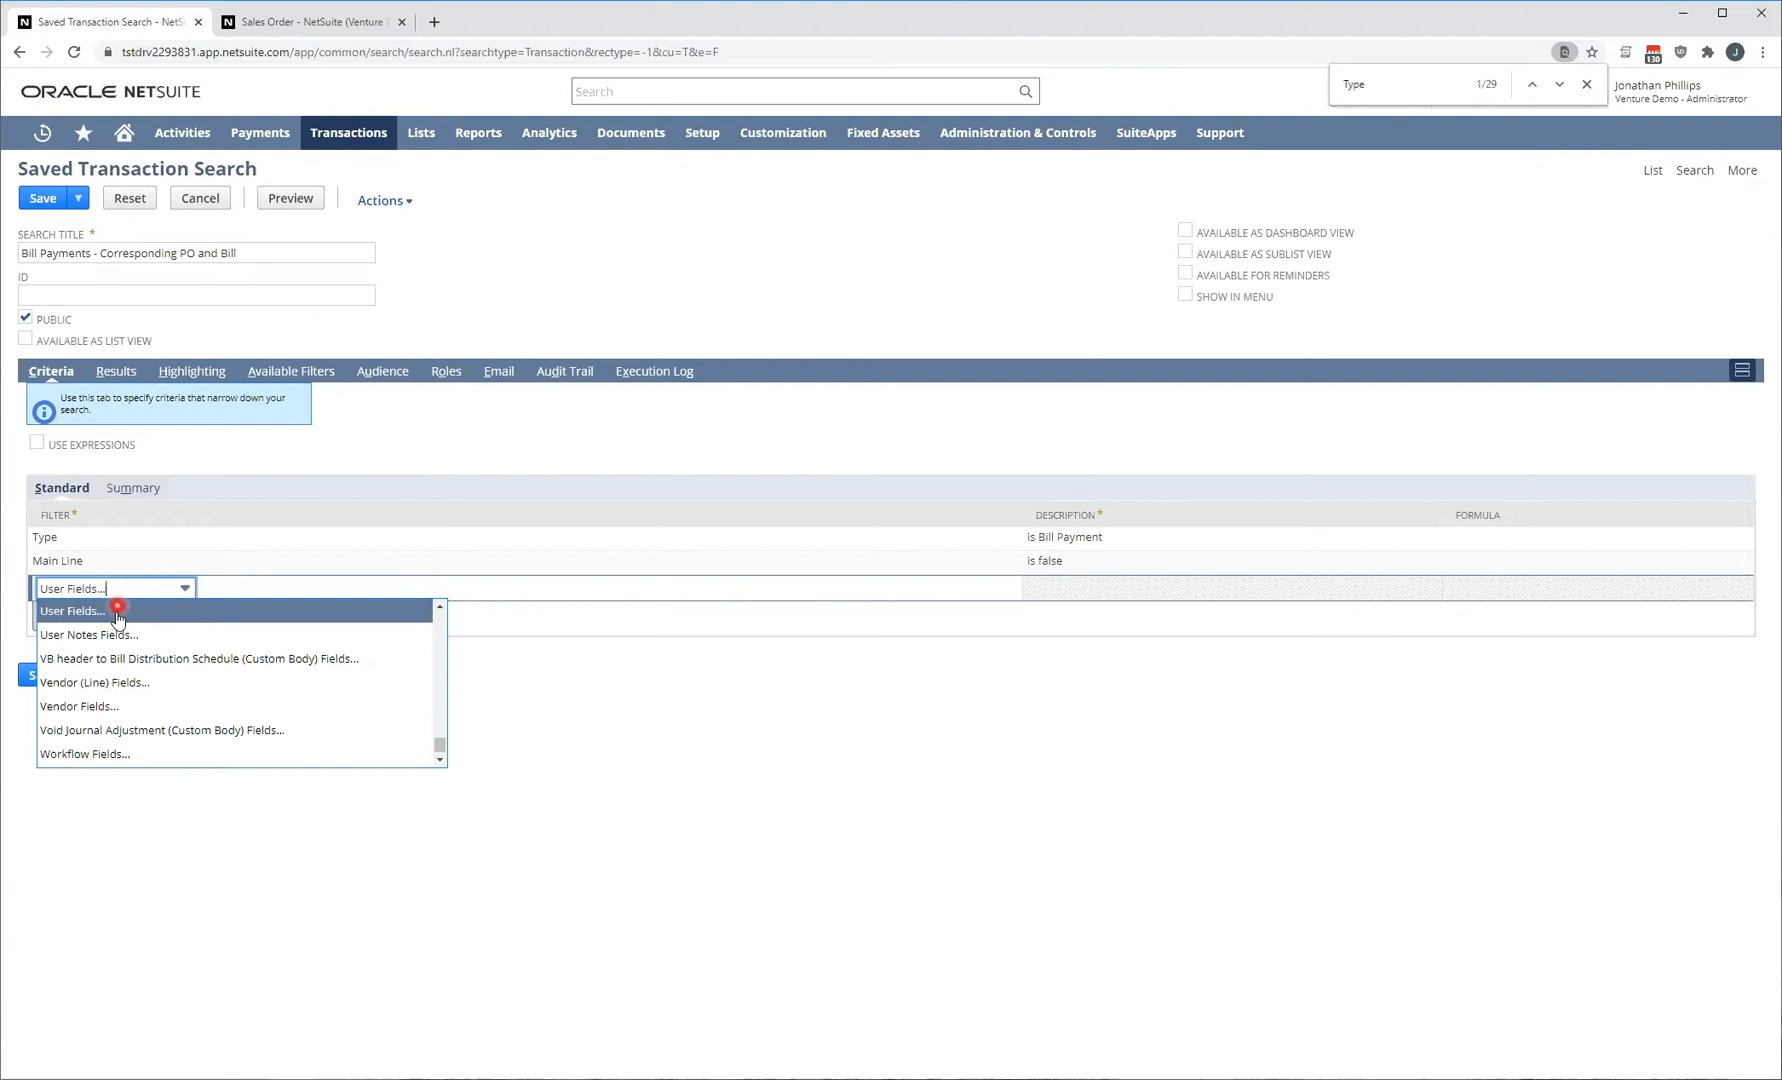 Saved Transaction Search - NetS
Sales Order - NetSuite (Venture D
tstdrv2293831.app.netsuite.com/app/common/search/search.nl?searchtype=Transaction&rectype=-1&cu=T&e=F
130
J
Type 1/29
ORACLE NETSUITE
Search
Jonathan Phillips
Venture Demo - Administrator
Activities Payments Transactions Lists Reports Analytics Documents Setup Customization Fixed Assets Administration & Controls SuiteApps Support
Saved Transaction Search
List Search More
Save Reset Cancel Preview Actions
SEARCH TITLE *
Bill Payments - Corresponding PO and Bill
ID
PUBLIC
AVAILABLE AS LIST VIEW
AVAILABLE AS DASHBOARD VIEW
AVAILABLE AS SUBLIST VIEW
AVAILABLE FOR REMINDERS
SHOW IN MENU
Criteria Results Highlighting Available Filters Audience Roles Email Audit Trail Execution Log
Use this tab to specify criteria that narrow down your
search.
USE EXPRESSIONS
Standard Summary
FILTER * DESCRIPTION * FORMULA
Type is Bill Payment
Main Line is false
User Fields...
User Fields...
User Notes Fields...
VB header to Bill Distribution Schedule (Custom Body) Fields...
Vendor (Line) Fields...
Vendor Fields...
Void Journal Adjustment (Custom Body) Fields...
Workflow Fields...